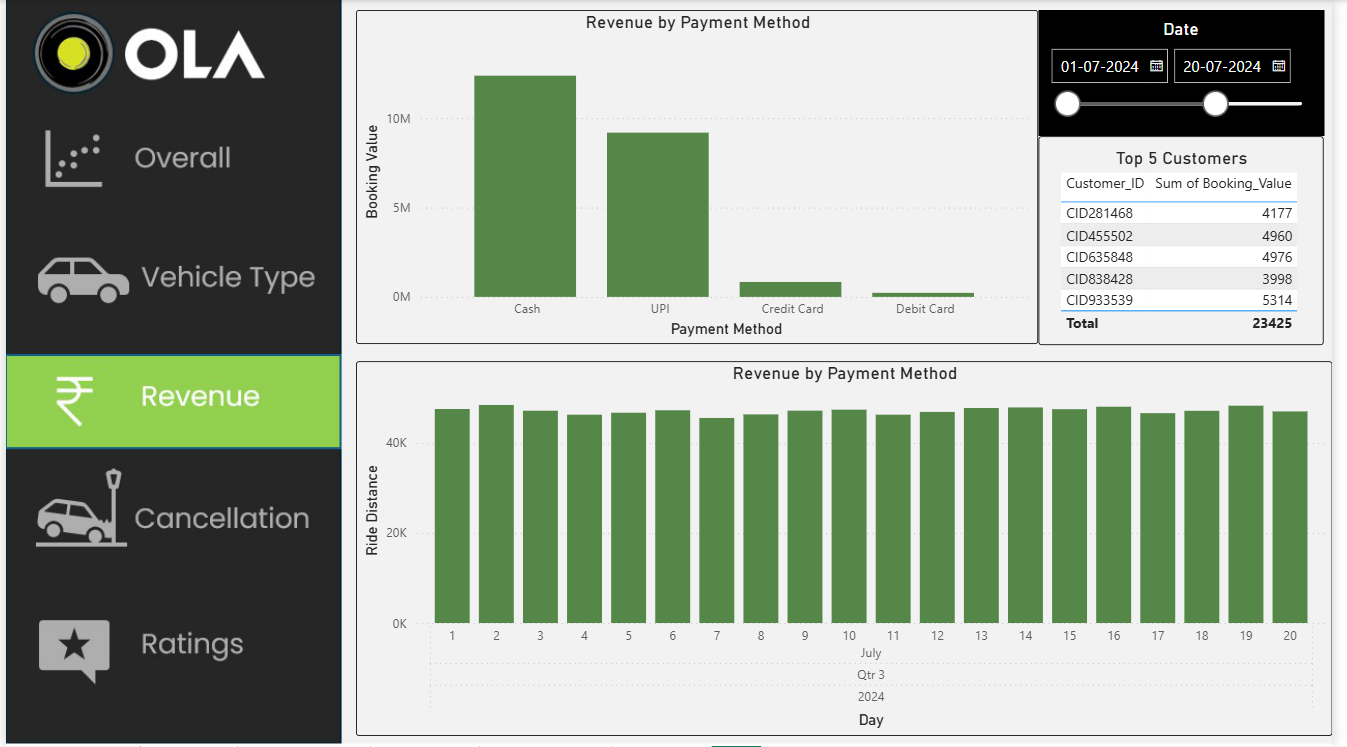 OLA
Overall
Vehicle Type
Revenue
Cancellation
Ratings
Revenue by Payment Method
Booking Value
10M
5M
0M
Cash UPI Credit Card Debit Card
Payment Method
Date
01-07-2024 20-07-2024
Top 5 Customers
Customer_ID Sum of Booking_Value
CID281468 4177
CID455502 4960
CID635848 4976
CID838428 3998
CID933539 5314
Total 23425
Revenue by Payment Method
Ride Distance
40K
20K
0K
1 2 3 4 5 6 7 8 9 10 11 12 13 14 15 16 17 18 19 20
July
Qtr 3
2024
Day